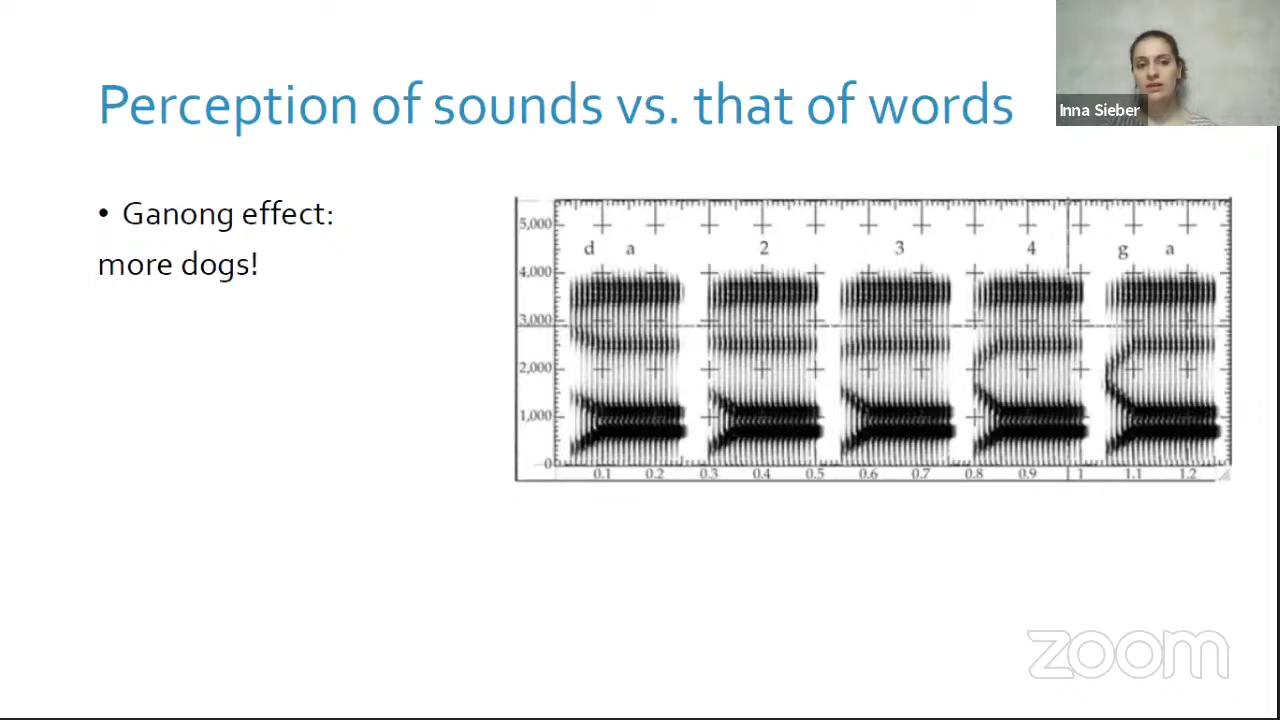 Perception of sounds vs. that of words
Inna Sieber
• Ganong effect:
more dogs!
d a 2 3 4 g a
5,000
4,000
3,000
2,000
1,000
0
0.1 0.2 0.3 0.4 0.5 0.6 0.7 0.8 0.9 1 1.1 1.2
zoom